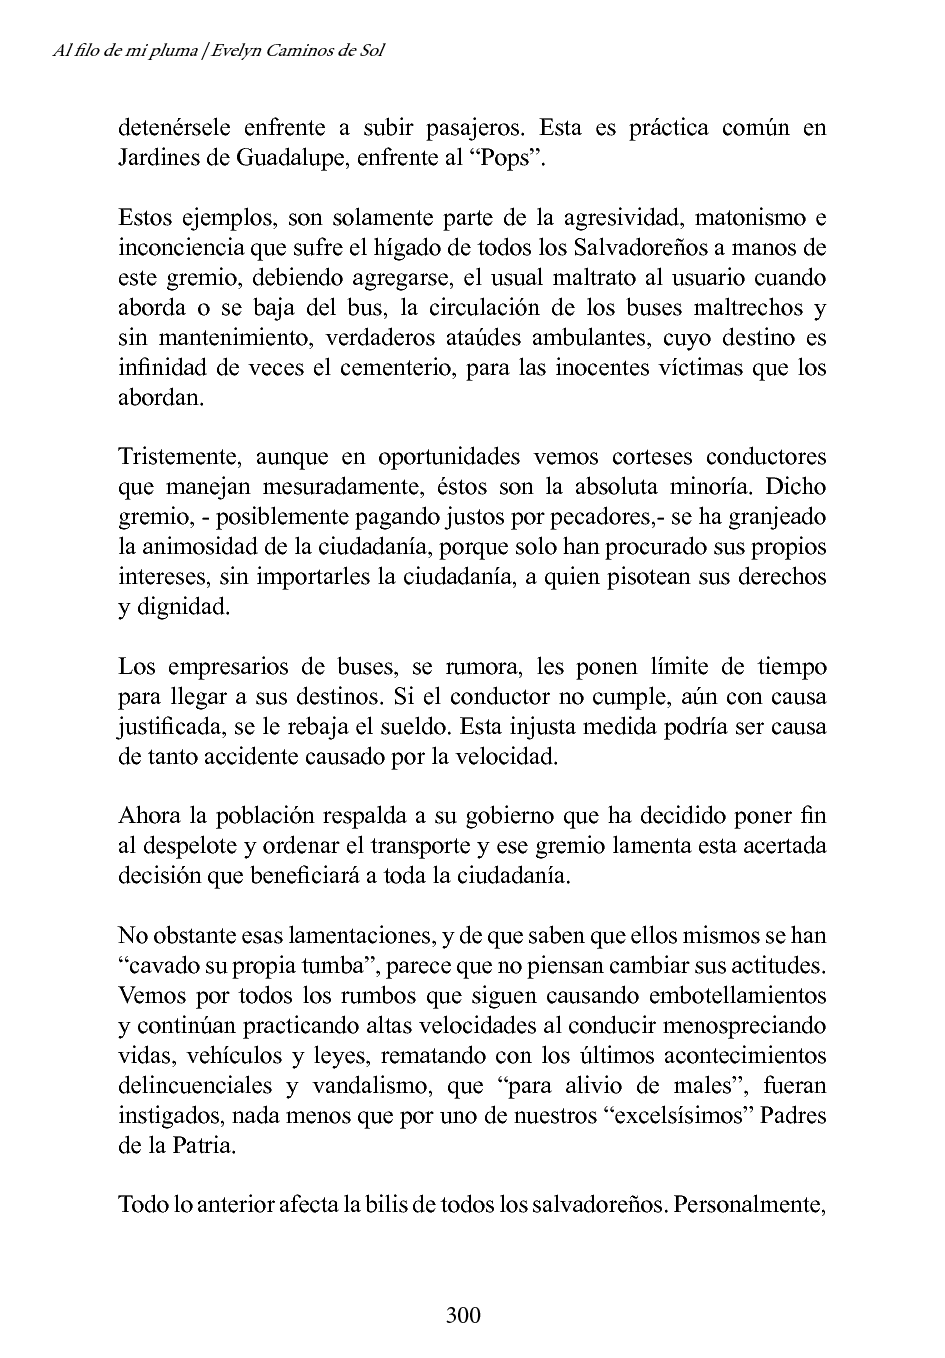 Al filo de mi pluma / Evelyn Caminos de Sol
detenérsele enfrente a subir pasajeros. Esta es práctica común en
Jardines de Guadalupe, enfrente al “Pops”.
Estos ejemplos, son solamente parte de la agresividad, matonismo e
inconciencia que sufre el hígado de todos los Salvadoreños a manos de
este gremio, debiendo agregarse, el usual maltrato al usuario cuando
aborda o se baja del bus, la circulación de los buses maltrechos y
sin mantenimiento, verdaderos ataúdes ambulantes, cuyo destino es
infinidad de veces el cementerio, para las inocentes víctimas que los
abordan.
Tristemente, aunque en oportunidades vemos corteses conductores
que manejan mesuradamente, éstos son la absoluta minoría. Dicho
gremio, - posiblemente pagando justos por pecadores,- se ha granjeado
la animosidad de la ciudadanía, porque solo han procurado sus propios
intereses, sin importarles la ciudadanía, a quien pisotean sus derechos
y dignidad.
Los empresarios de buses, se rumora, les ponen límite de tiempo
para llegar a sus destinos. Si el conductor no cumple, aún con causa
justificada, se le rebaja el sueldo. Esta injusta medida podría ser causa
de tanto accidente causado por la velocidad.
Ahora la población respalda a su gobierno que ha decidido poner fin
al despelote y ordenar el transporte y ese gremio lamenta esta acertada
decisión que beneficiará a toda la ciudadanía.
No obstante esas lamentaciones, y de que saben que ellos mismos se han
“cavado su propia tumba”, parece que no piensan cambiar sus actitudes.
Vemos por todos los rumbos que siguen causando embotellamientos
y continúan practicando altas velocidades al conducir menospreciando
vidas, vehículos y leyes, rematando con los últimos acontecimientos
delincuenciales y vandalismo, que “para alivio de males”, fueran
instigados, nada menos que por uno de nuestros “excelsísimos” Padres
de la Patria.
Todo lo anterior afecta la bilis de todos los salvadoreños. Personalmente,
300